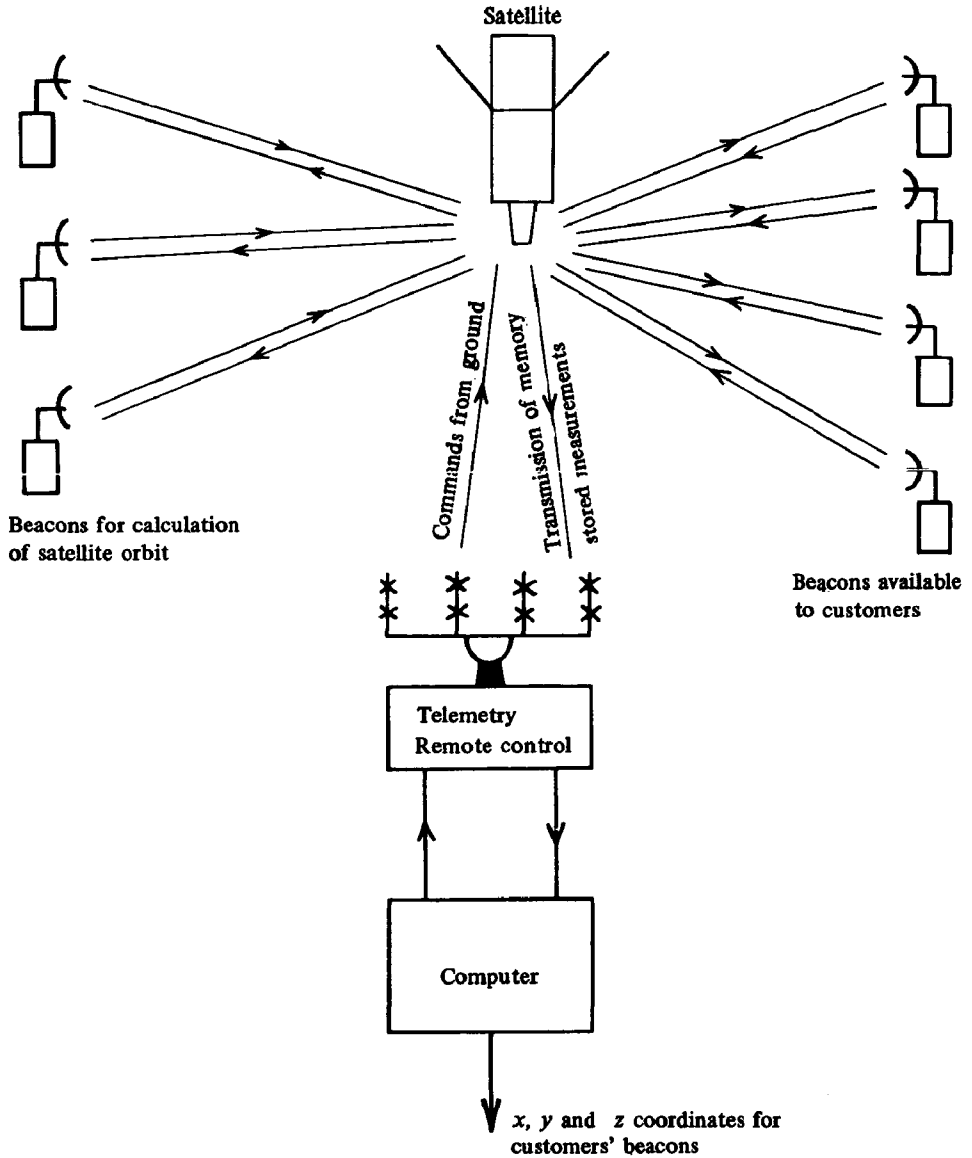 Satellite
Commands from ground
Transmission of memory
stored measurements
Beacons for calculation
of satellite orbit
Beacons available
to customers
Telemetry
Remote control
Computer
x, y and z coordinates for
customers' beacons